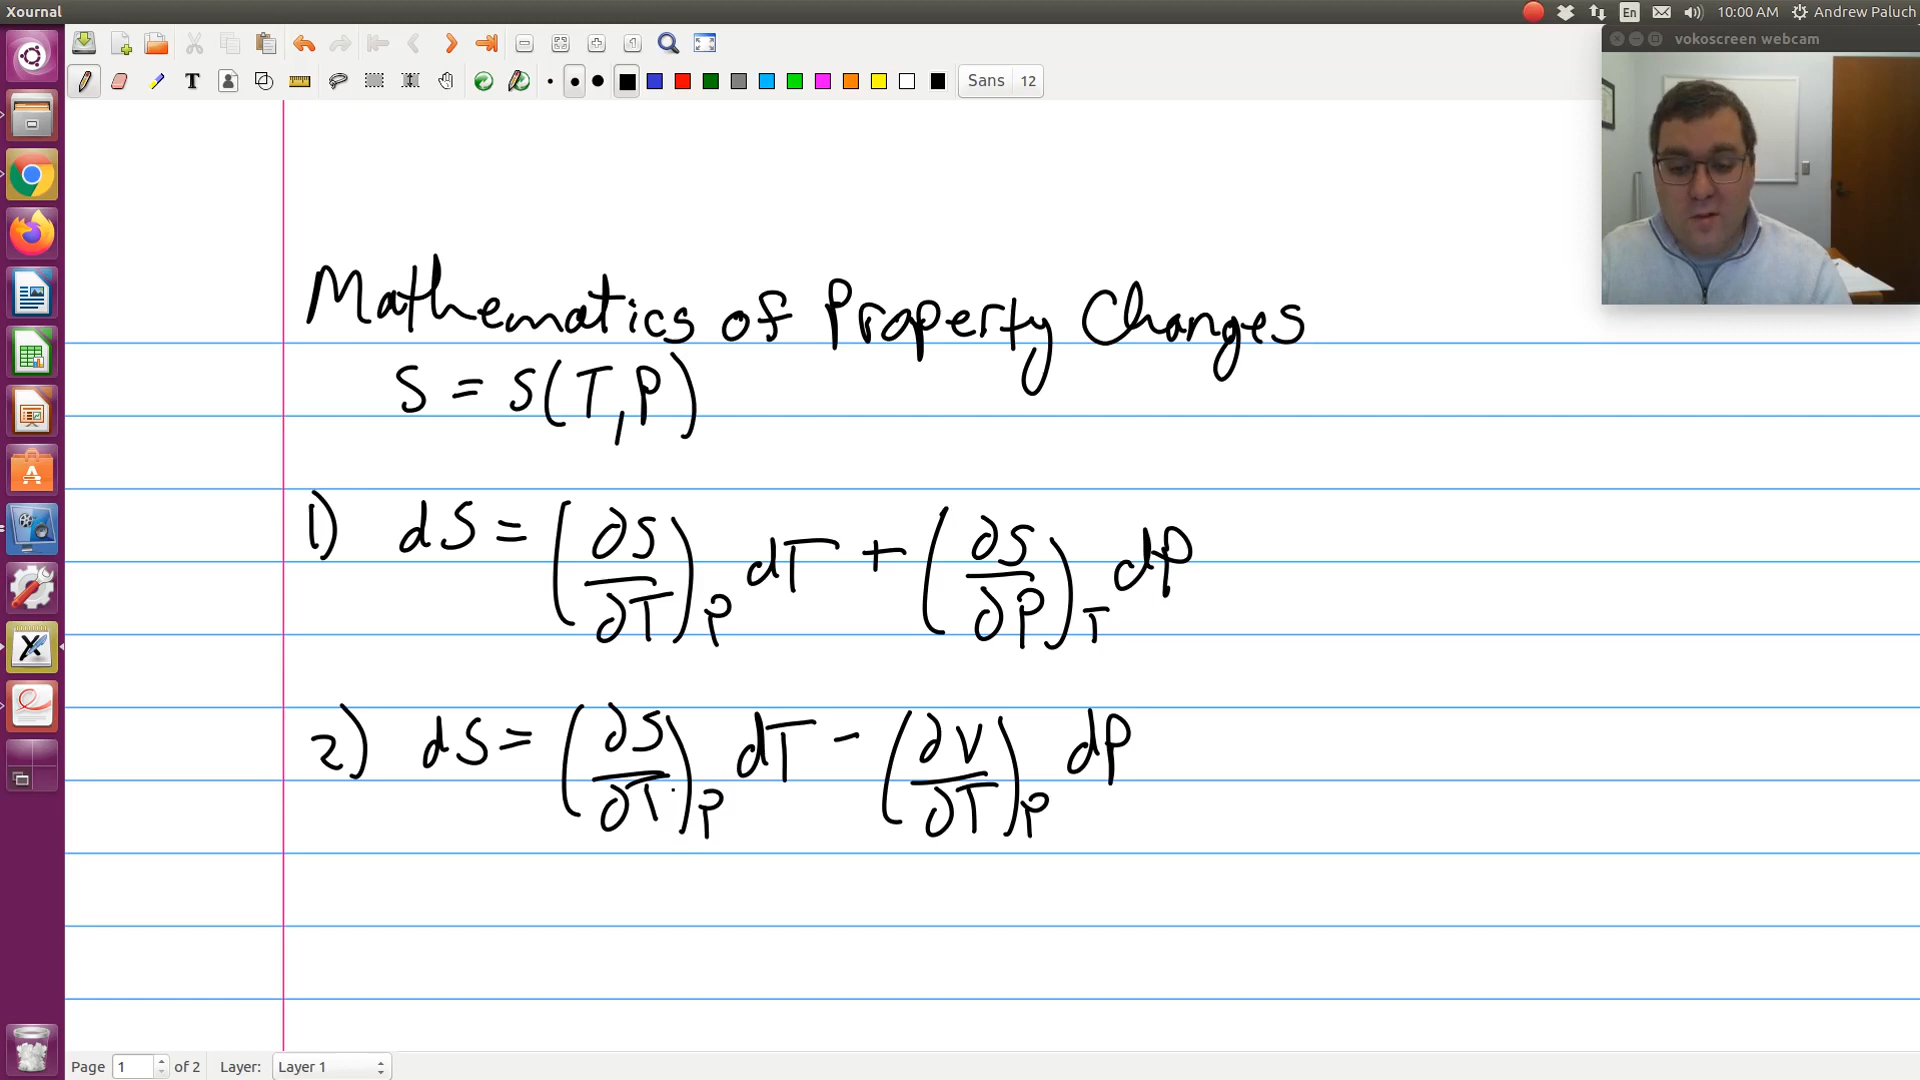 Xournal
En 10:00 AM Andrew Paluch
vokoscreen webcam
T Sans 12
Mathematics of Property Changes
S = S(T,P)
1) dS = (∂S/∂T)_P dT + (∂S/∂P)_T dP
2) dS = (∂S/∂T)_P dT - (∂V/∂T)_P dP
Page 1 of 2 Layer: Layer 1